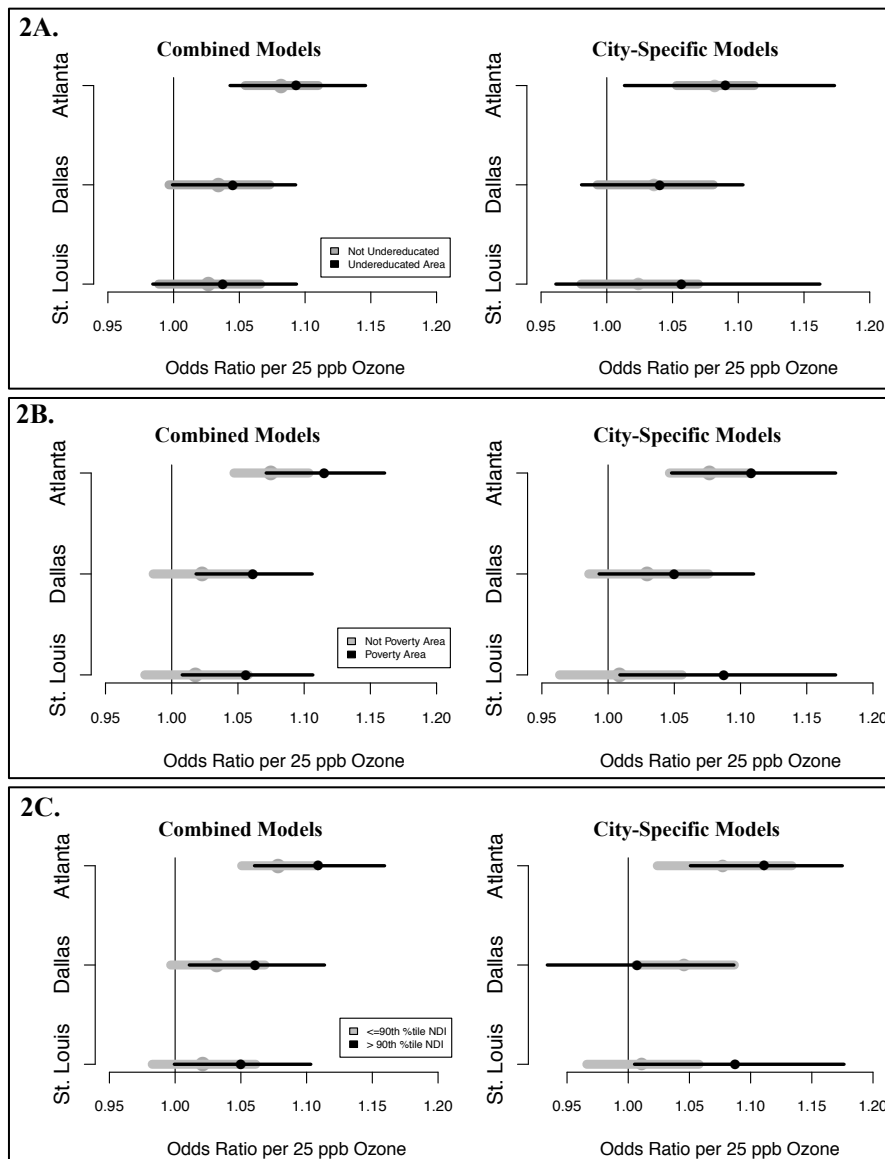 2A.
Combined Models
City-Specific Models
Atlanta
Dallas
St. Louis
Not Undereducated
Undereducated Area
0.95 1.00 1.05 1.10 1.15 1.20
Odds Ratio per 25 ppb Ozone
Atlanta
Dallas
St. Louis
0.95 1.00 1.05 1.10 1.15 1.20
Odds Ratio per 25 ppb Ozone
2B.
Combined Models
City-Specific Models
Atlanta
Dallas
St. Louis
Not Poverty Area
Poverty Area
0.95 1.00 1.05 1.10 1.15 1.20
Odds Ratio per 25 ppb Ozone
Atlanta
Dallas
St. Louis
0.95 1.00 1.05 1.10 1.15 1.20
Odds Ratio per 25 ppb Ozone
2C.
Combined Models
City-Specific Models
Atlanta
Dallas
St. Louis
<=90th %tile NDI
> 90th %tile NDI
0.95 1.00 1.05 1.10 1.15 1.20
Odds Ratio per 25 ppb Ozone
Atlanta
Dallas
St. Louis
0.95 1.00 1.05 1.10 1.15 1.20
Odds Ratio per 25 ppb Ozone